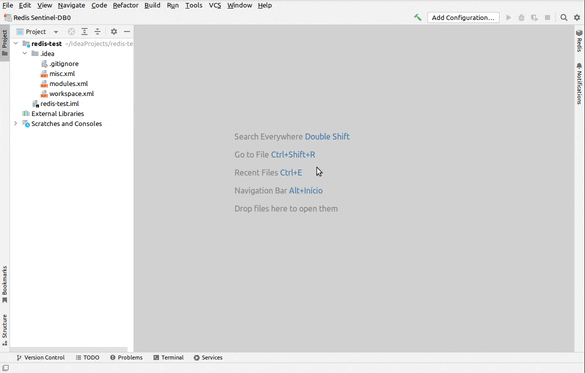 File Edit View Navigate Code Refactor Build Run Tools VCS Window Help
Redis Sentinel-DB0
Add Configuration...
Project
Project
redis-test ~/IdeaProjects/redis-te
.idea
.gitignore
misc.xml
modules.xml
workspace.xml
redis-test.iml
External Libraries
Scratches and Consoles
Search Everywhere Double Shift
Go to File Ctrl+Shift+R
Recent Files Ctrl+E
Navigation Bar Alt+Inicio
Drop files here to open them
Redis
Notifications
Bookmarks
Structure
Version Control TODO Problems Terminal Services